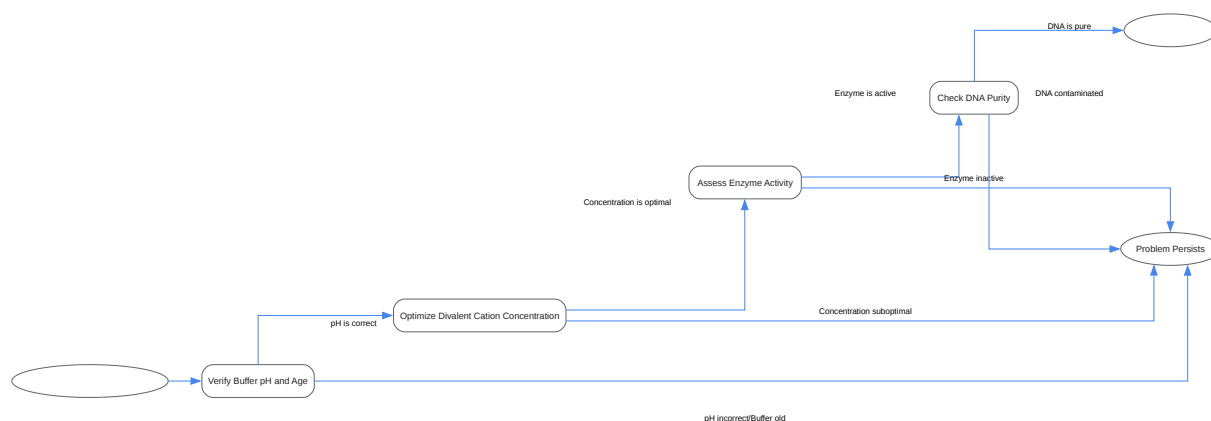 DNA is pure
Enzyme is active
Check DNA Purity
DNA contaminated
Assess Enzyme Activity
Enzyme inactive
Concentration is optimal
Problem Persists
Optimize Divalent Cation Concentration
Concentration suboptimal
pH is correct
Verify Buffer pH and Age
pH incorrect/Buffer old